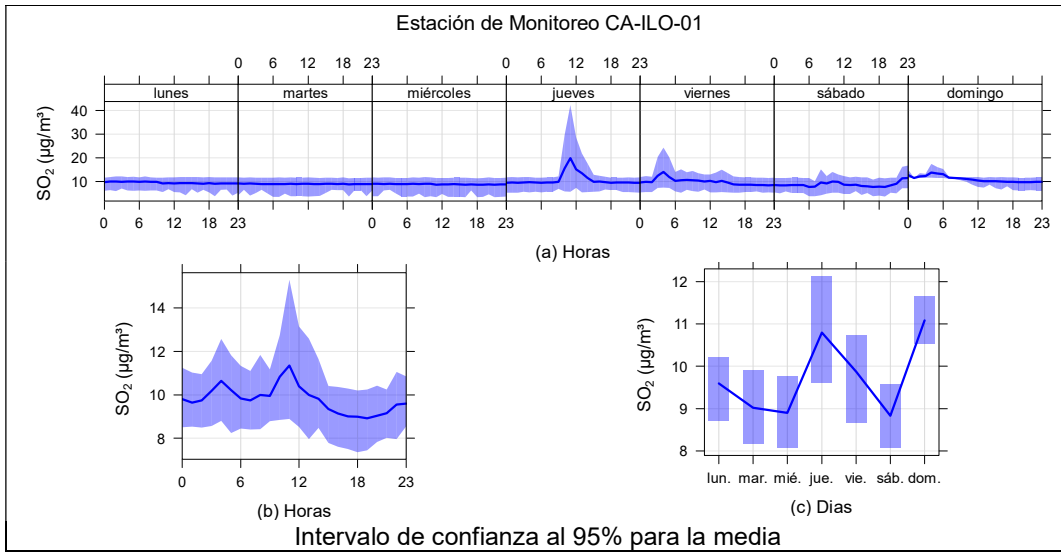 Estación de Monitoreo CA-ILO-01
0 6 12 18 23 0 6 12 18 23 0 6 12 18 23
lunes martes miércoles jueves viernes sábado domingo
SO₂ (µg/m³)
40
30
20
10
0 6 12 18 23 0 6 12 18 23 0 6 12 18 23 0 6 12 18 23
(a) Horas
SO₂ (µg/m³)
14
12
10
8
0 6 12 18 23
(b) Horas
SO₂ (µg/m³)
12
11
10
9
8
lun. mar. mié. jue. vie. sáb. dom.
(c) Dias
Intervalo de confianza al 95% para la media